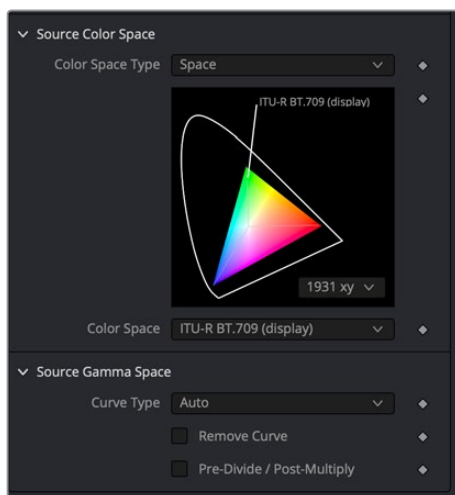 Source Color Space
Color Space Type Space
ITU-R BT.709 (display)
1931 xy
Color Space ITU-R BT.709 (display)
Source Gamma Space
Curve Type Auto
Remove Curve
Pre-Divide / Post-Multiply